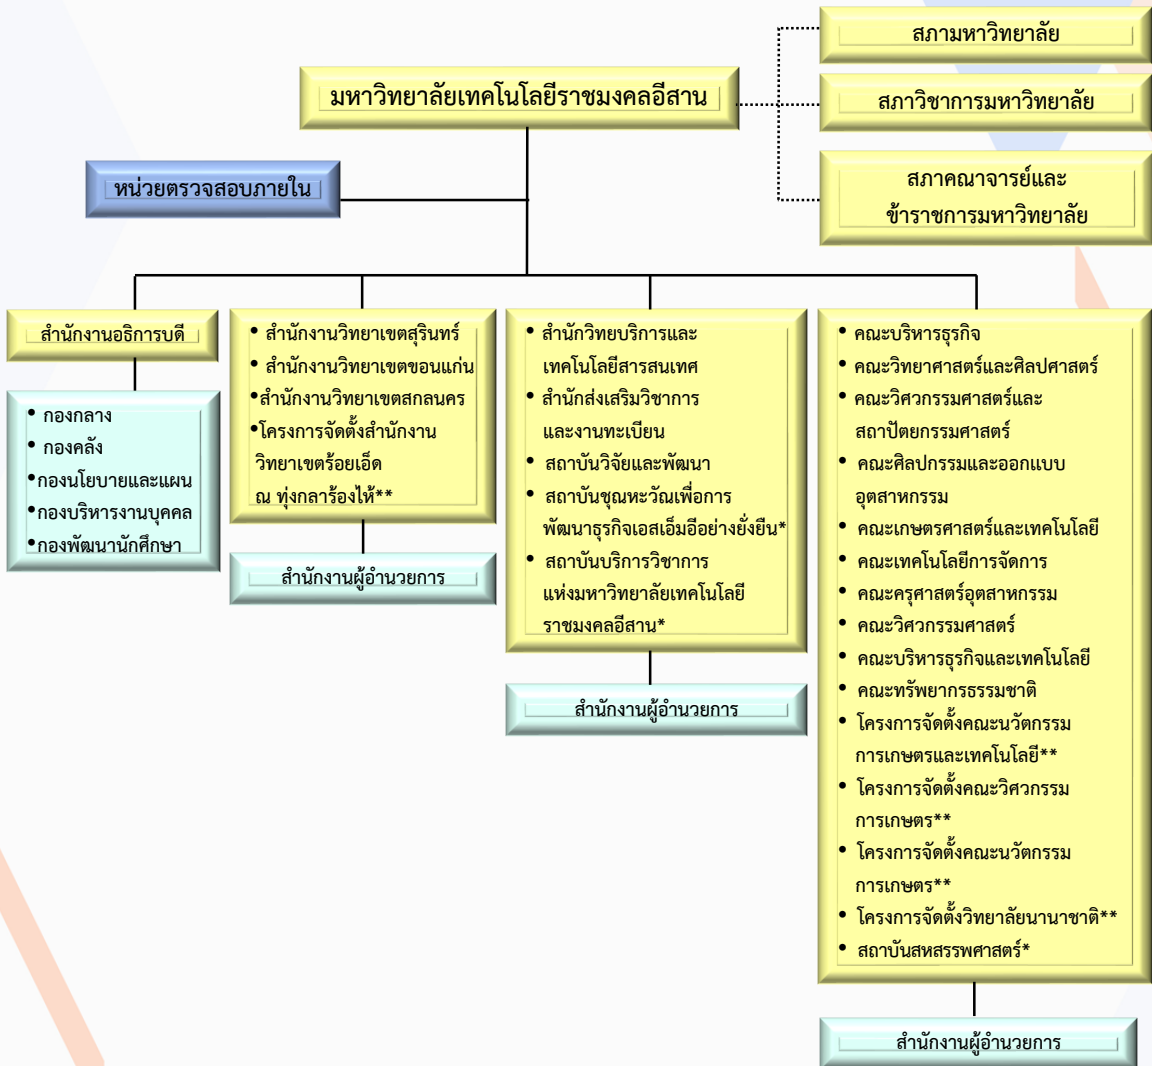 สภามหาวิทยาลัย
มหาวิทยาลัยเทคโนโลยีราชมงคลอีสาน
สภาวิชาการมหาวิทยาลัย
สภาคณาจารย์และ
ข้าราชการมหาวิทยาลัย
หน่วยตรวจสอบภายใน
สำนักงานอธิการบดี
• กองกลาง
• กองคลัง
•กองนโยบายและแผน
•กองบริหารงานบุคคล
•กองพัฒนานักศึกษา
• สำนักงานวิทยาเขตสุรินทร์
• สำนักงานวิทยาเขตขอนแก่น
•สำนักงานวิทยาเขตสกลนคร
•โครงการจัดตั้งสำนักงาน
วิทยาเขตร้อยเอ็ด
ณ ทุ่งกลาร้องไห้**
สำนักงานผู้อำนวยการ
• สำนักวิทยบริการและ
เทคโนโลยีสารสนเทศ
• สำนักส่งเสริมวิชาการ
และงานทะเบียน
• สถาบันวิจัยและพัฒนา
• สถาบันชุณหะวัณเพื่อการ
พัฒนาธุรกิจเอสเอ็มอีอย่างยั่งยืน*
• สถาบันบริการวิชาการ
แห่งมหาวิทยาลัยเทคโนโลยี
ราชมงคลอีสาน*
สำนักงานผู้อำนวยการ
• คณะบริหารธุรกิจ
• คณะวิทยาศาสตร์และศิลปศาสตร์
• คณะวิศวกรรมศาสตร์และ
สถาปัตยกรรมศาสตร์
• คณะศิลปกรรมและออกแบบ
อุตสาหกรรม
• คณะเกษตรศาสตร์และเทคโนโลยี
• คณะเทคโนโลยีการจัดการ
• คณะครุศาสตร์อุตสาหกรรม
• คณะวิศวกรรมศาสตร์
• คณะบริหารธุรกิจและเทคโนโลยี
• คณะทรัพยากรธรรมชาติ
• โครงการจัดตั้งคณะนวัตกรรม
การเกษตรและเทคโนโลยี**
• โครงการจัดตั้งคณะวิศวกรรม
การเกษตร**
• โครงการจัดตั้งคณะนวัตกรรม
การเกษตร**
• โครงการจัดตั้งวิทยาลัยนานาชาติ**
• สถาบันสหสรรพศาสตร์*
สำนักงานผู้อำนวยการ